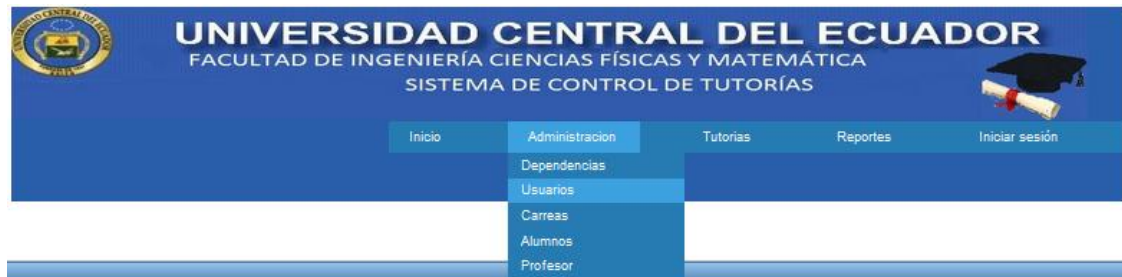 UNIVERSIDAD CENTRAL DEL ECUADOR
FACULTAD DE INGENIERÍA CIENCIAS FÍSICAS Y MATEMÁTICA
SISTEMA DE CONTROL DE TUTORÍAS
Inicio Administracion Tutorias Reportes Iniciar sesión
Dependencias
Usuarios
Carreas
Alumnos
Profesor